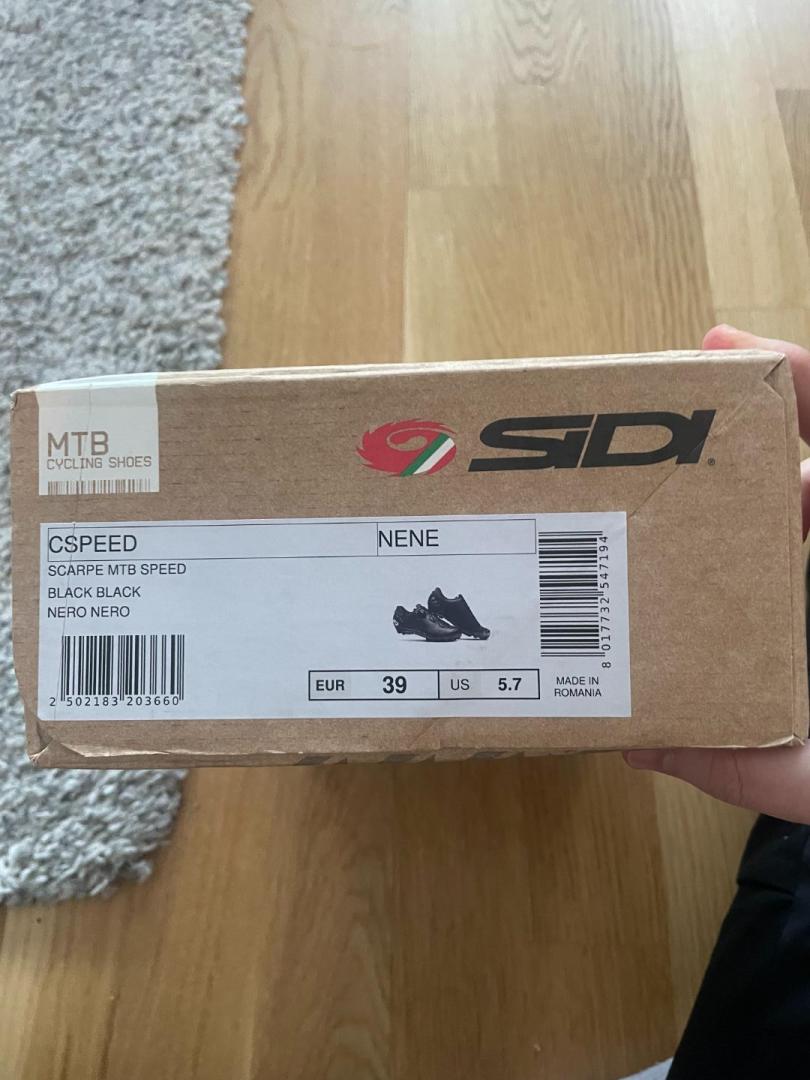 MTB
CYCLING SHOES
SIDI®
CSPEED
NENE
SCARPE MTB SPEED
BLACK BLACK
NERO NERO
2 502183 203660
EUR 39 US 5.7
8 017732 547194
MADE IN
ROMANIA